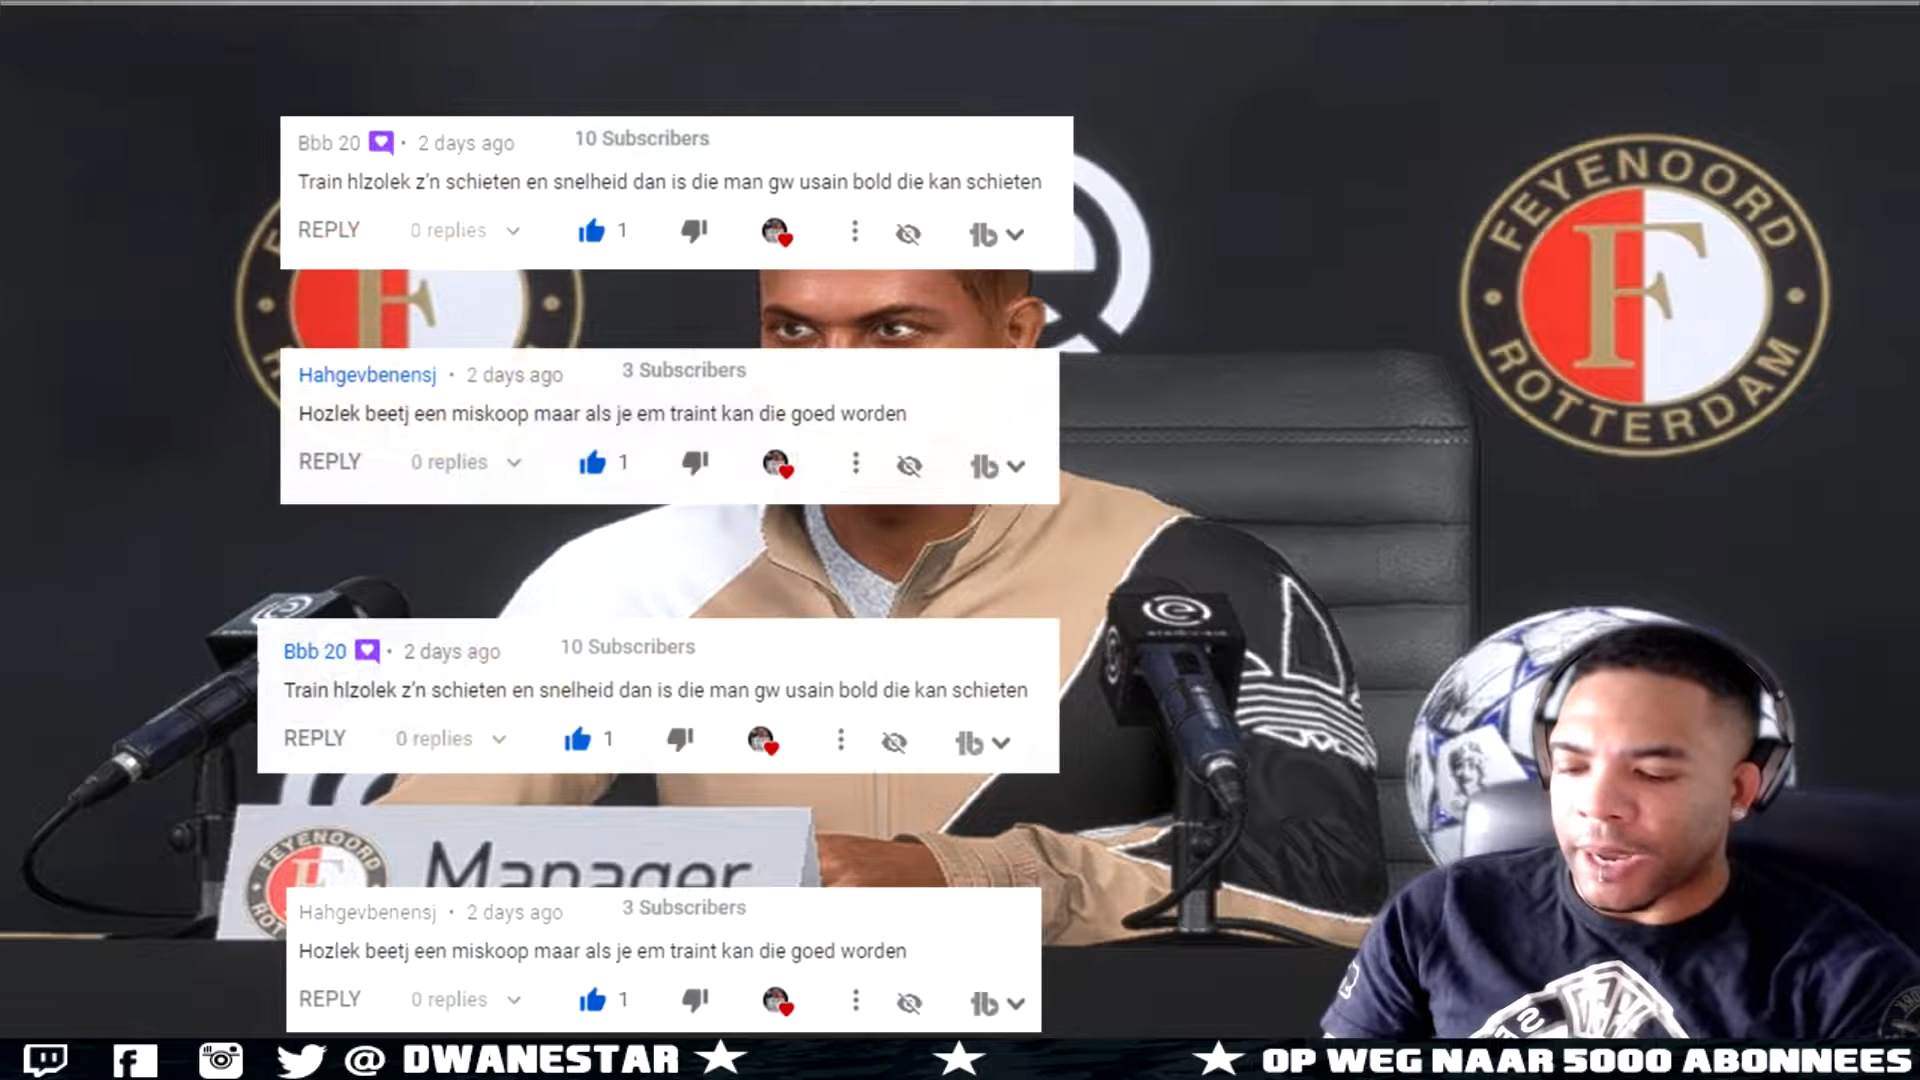 Bbb 20 · 2 days ago 10 Subscribers
Train hlzolek z'n schieten en snelheid dan is die man gw usain bold die kan schieten
REPLY 0 replies 1
FEYENOORD
ROTTERDAM
F
F
Hahgevbenensj · 2 days ago 3 Subscribers
Hozlek beetj een miskoop maar als je em traint kan die goed worden
REPLY 0 replies 1
Bbb 20 · 2 days ago 10 Subscribers
Train hlzolek z'n schieten en snelheid dan is die man gw usain bold die kan schieten
REPLY 0 replies 1
FEYENOORD
Manager
Hahgevbenensj · 2 days ago 3 Subscribers
Hozlek beetj een miskoop maar als je em traint kan die goed worden
REPLY 0 replies 1
@ DWANESTAR
OP WEG NAAR 5000 ABONNEES